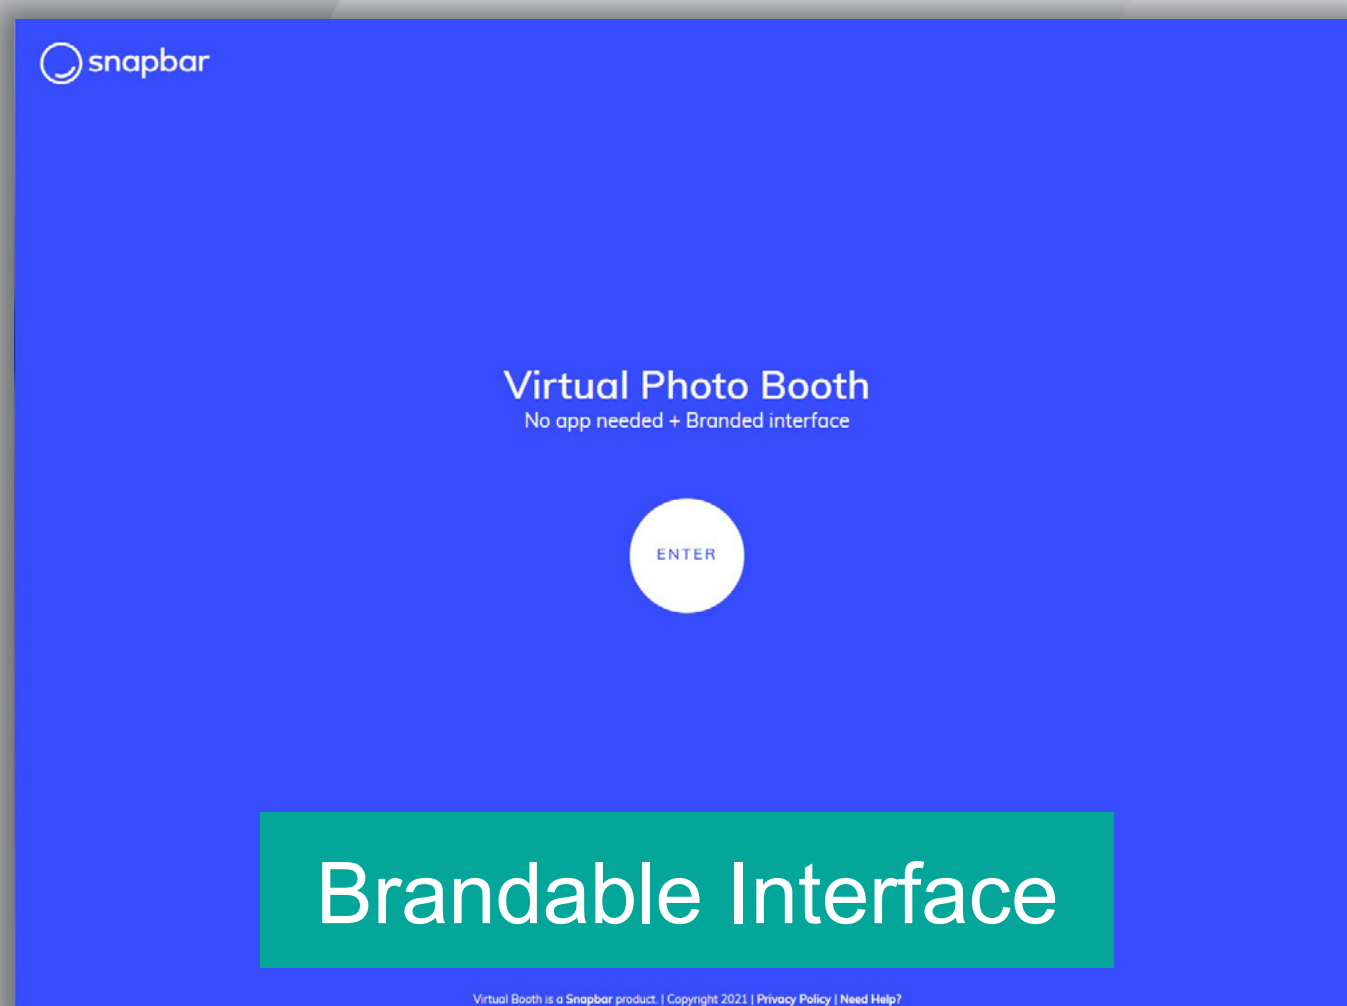 snapbar
Virtual Photo Booth
No app needed + Branded interface
ENTER
Brandable Interface
Virtual Booth is a Snapbar product. | Copyright 2021 | Privacy Policy | Need Help?